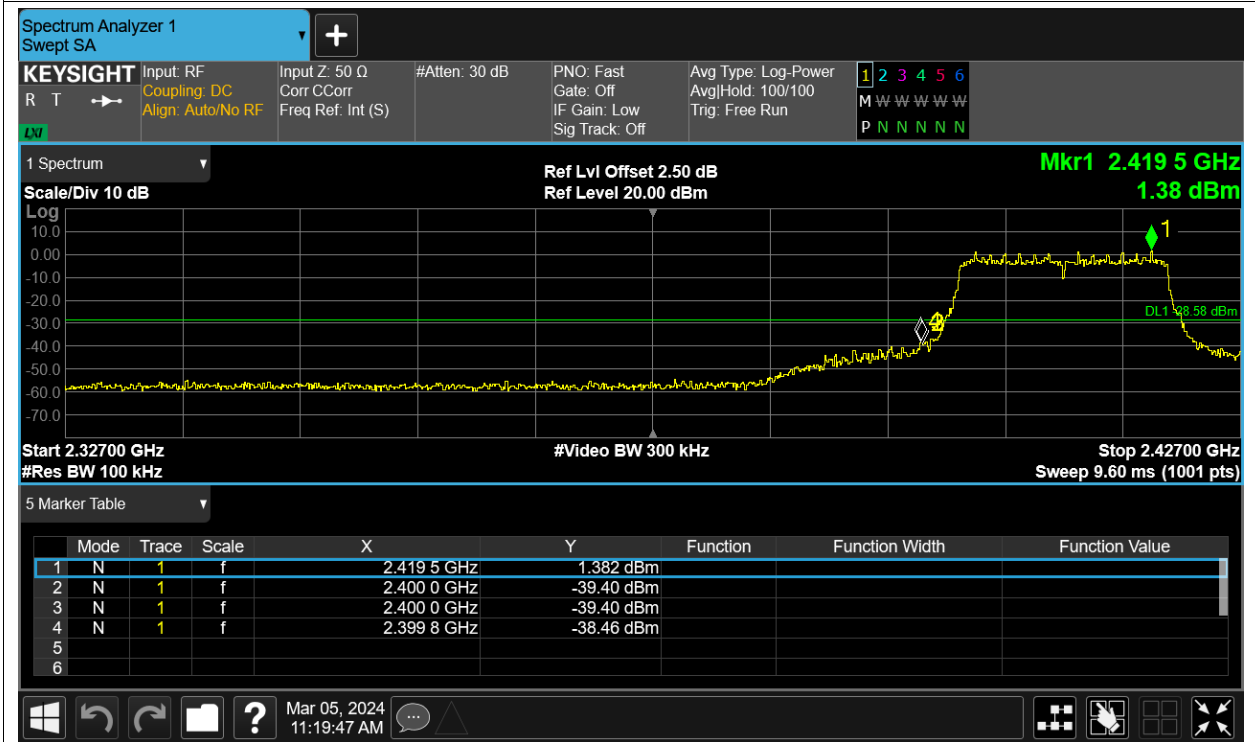 Spectrum Analyzer 1
Swept SA
KEYSIGHT
R T
LXI
Input: RF
Coupling: DC
Align: Auto/No RF
Input Z: 50 Ω
Corr CCorr
Freq Ref: Int (S)
#Atten: 30 dB
PNO: Fast
Gate: Off
IF Gain: Low
Sig Track: Off
Avg Type: Log-Power
Avg|Hold: 100/100
Trig: Free Run
1 2 3 4 5 6
M W W W W W
P N N N N N
1 Spectrum
Scale/Div 10 dB
Ref Lvl Offset 2.50 dB
Ref Level 20.00 dBm
Mkr1 2.419 5 GHz
1.38 dBm
Log
10.0
0.00
-10.0
-20.0
-30.0
-40.0
-50.0
-60.0
-70.0
1
DL1 -28.58 dBm
Start 2.32700 GHz
#Res BW 100 kHz
#Video BW 300 kHz
Stop 2.42700 GHz
Sweep 9.60 ms (1001 pts)
5 Marker Table
Mode Trace Scale X Y Function Function Width Function Value
1 N 1 f 2.419 5 GHz 1.382 dBm
2 N 1 f 2.400 0 GHz -39.40 dBm
3 N 1 f 2.400 0 GHz -39.40 dBm
4 N 1 f 2.399 8 GHz -38.46 dBm
5
6
?
Mar 05, 2024
11:19:47 AM